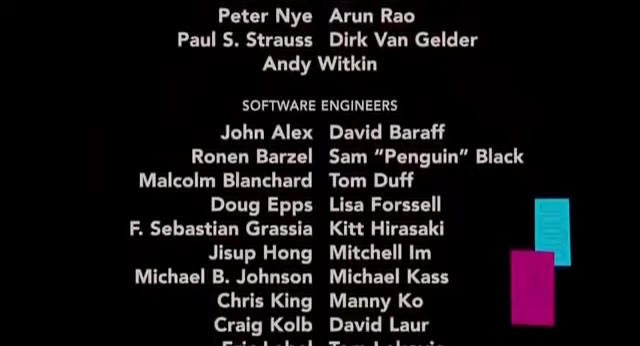 Peter Nye Arun Rao
Paul S. Strauss Dirk Van Gelder
Andy Witkin
SOFTWARE ENGINEERS
John Alex David Baraff
Ronen Barzel Sam “Penguin” Black
Malcolm Blanchard Tom Duff
Doug Epps Lisa Forssell
F. Sebastian Grassia Kitt Hirasaki
Jisup Hong Mitchell Im
Michael B. Johnson Michael Kass
Chris King Manny Ko
Craig Kolb David Laur